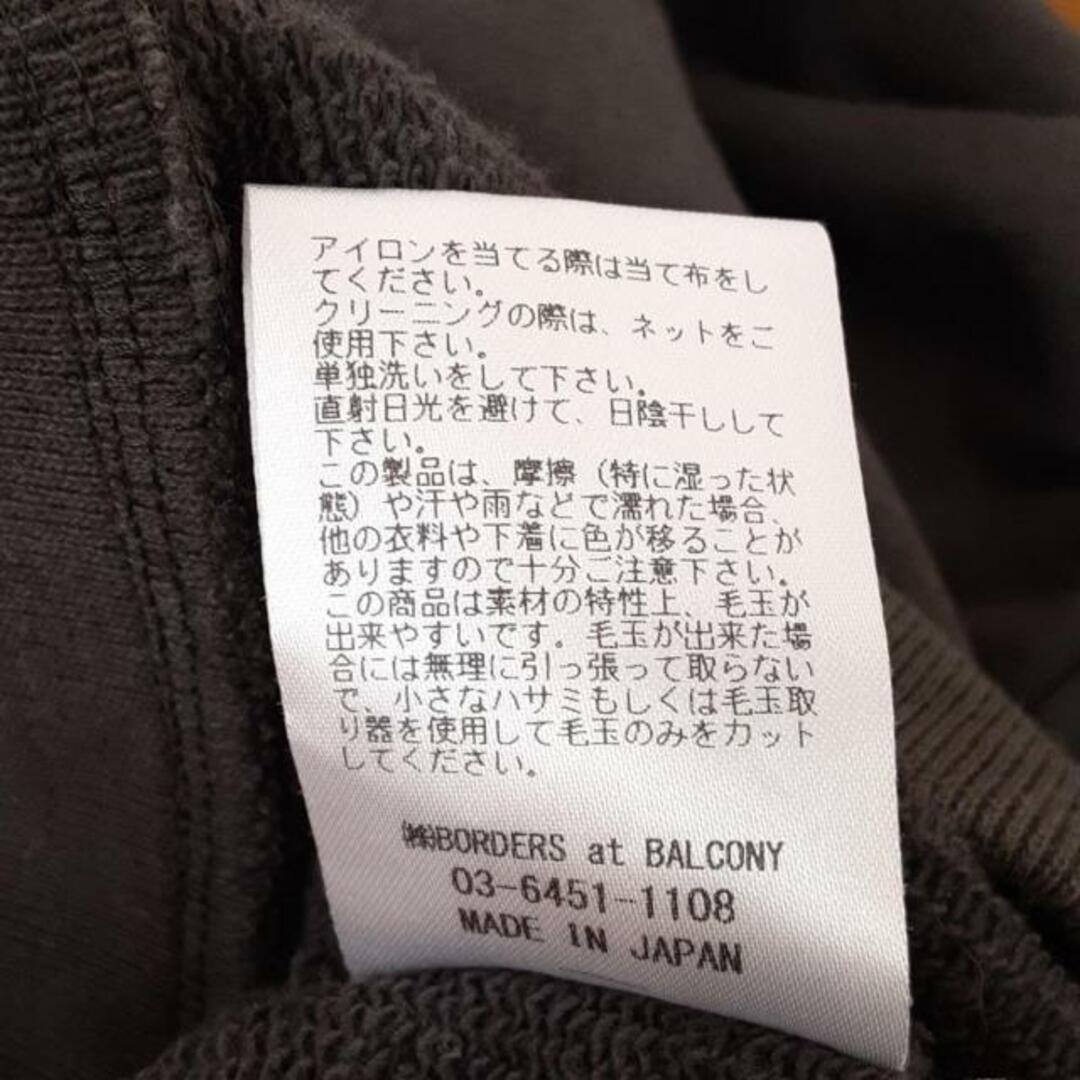 アイロンを当てる際は当て布をし
てください。
クリーニングの際は、ネットをご
使用下さい。
単独洗いをして下さい。
直射日光を避けて、日陰干しして
下さい。
この製品は、摩擦（特に湿った状
態）や汗や雨などで濡れた場合、
他の衣料や下着に色が移ることが
ありますので十分ご注意下さい。
この商品は素材の特性上、毛玉が
出来やすいです。毛玉が出来た場
合には無理に引っ張って取らない
で、小さなハサミもしくは毛玉取
り器を使用して毛玉のみをカット
してください。
㈱BORDERS at BALCONY
03-6451-1108
MADE IN JAPAN